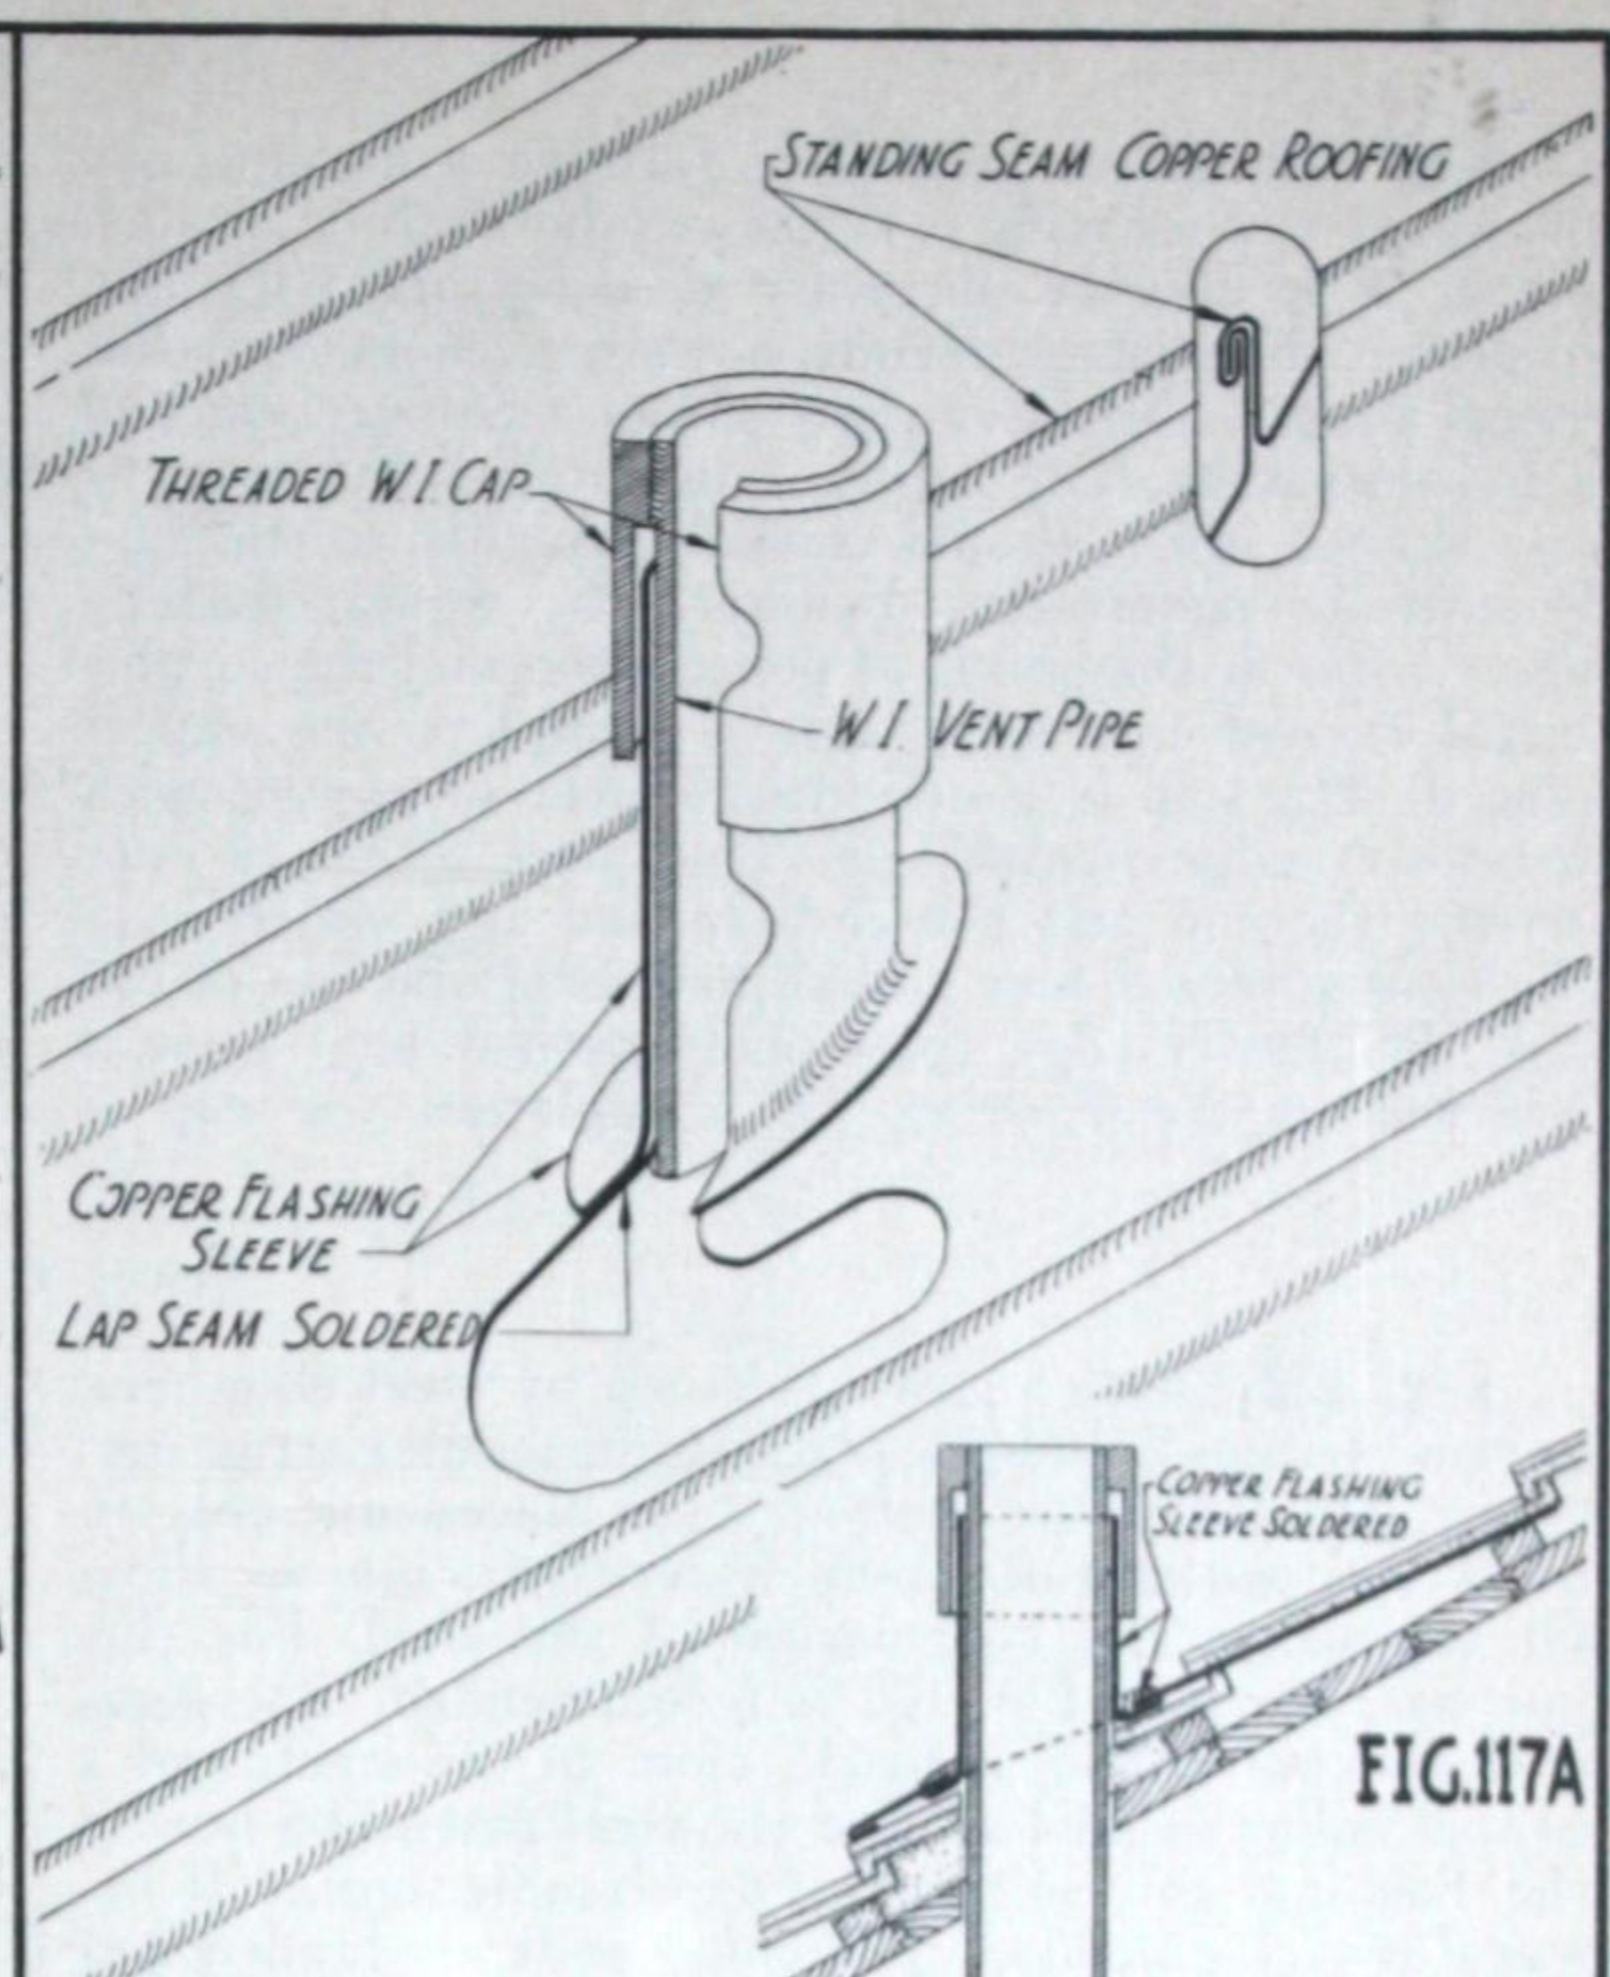 STANDING SEAM COPPER ROOFING
THREADED W.I. CAP
W.I. VENT PIPE
COPPER FLASHING
SLEEVE
LAP SEAM SOLDERED
COPPER FLASHING
SLEEVE SOLDERED
FIG.117A